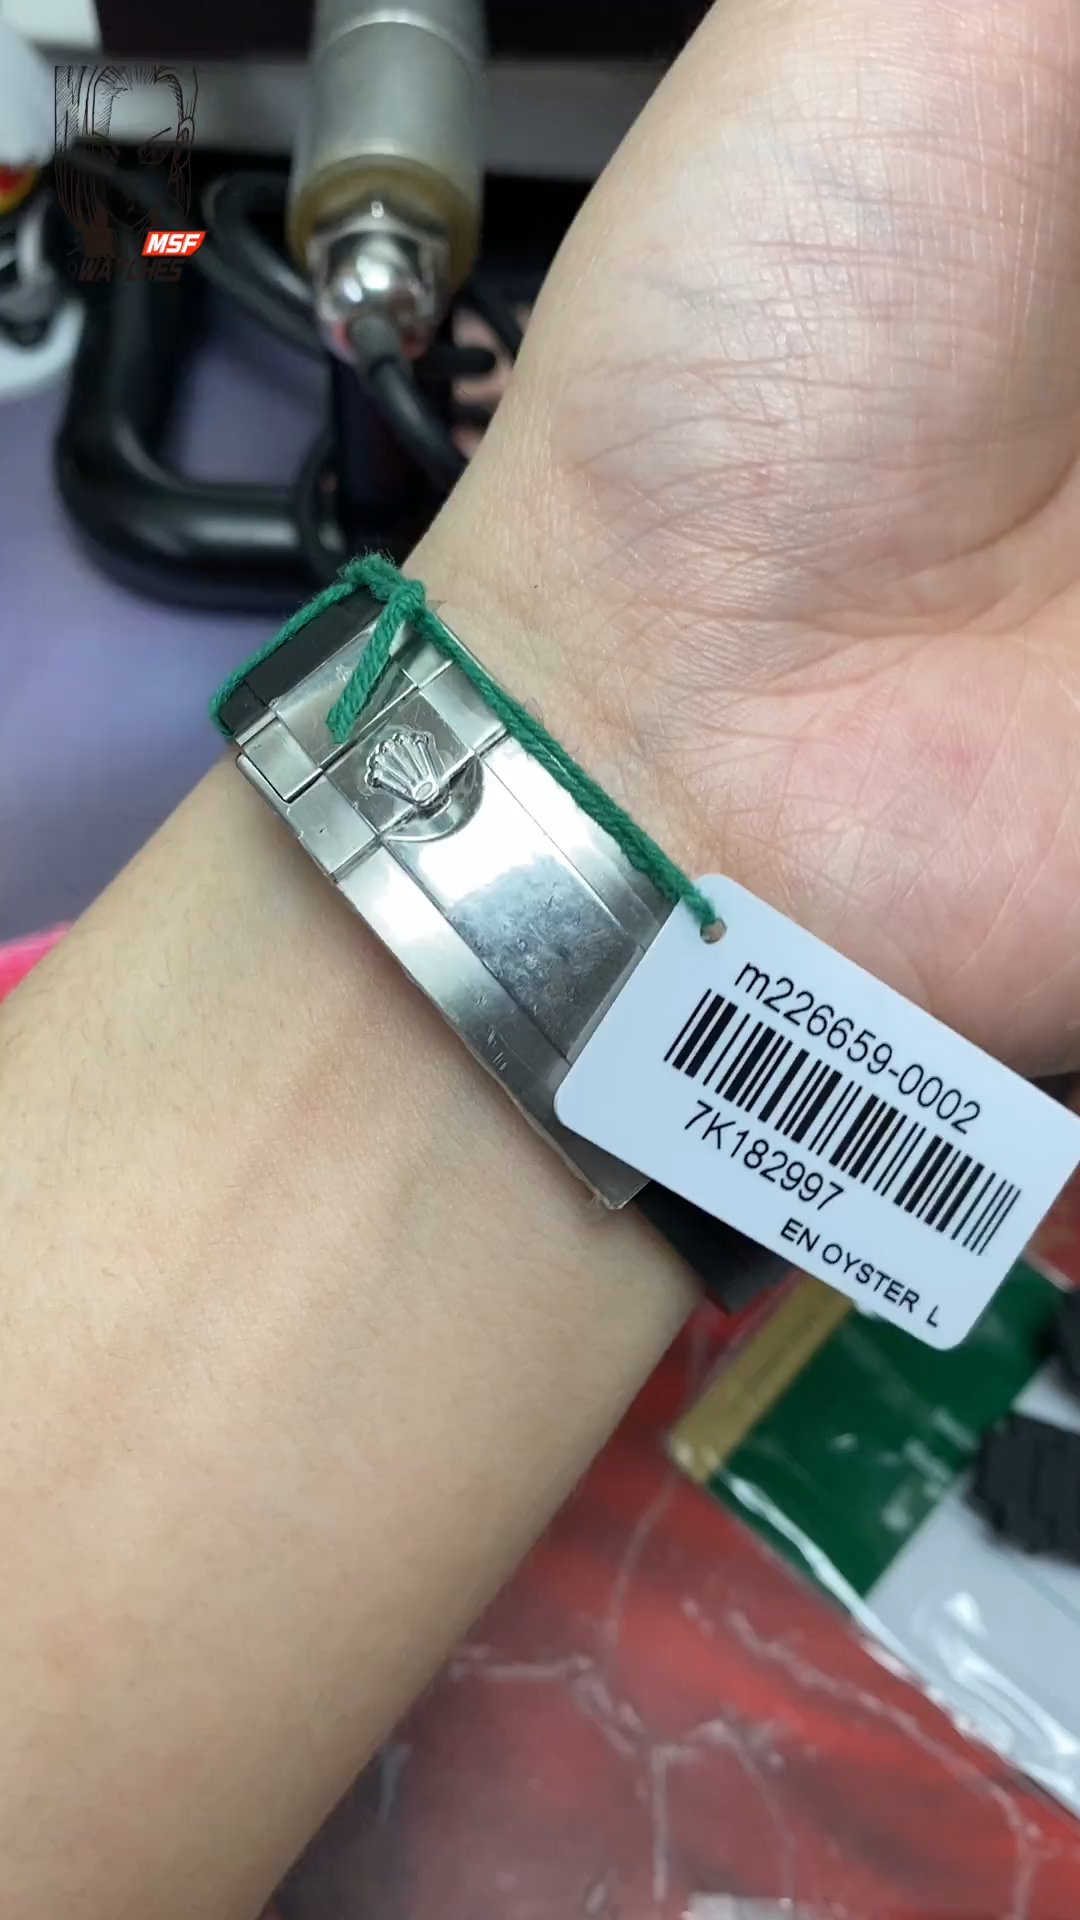 MSF
WATCHES
m226659-0002
7K182997
EN OYSTER L